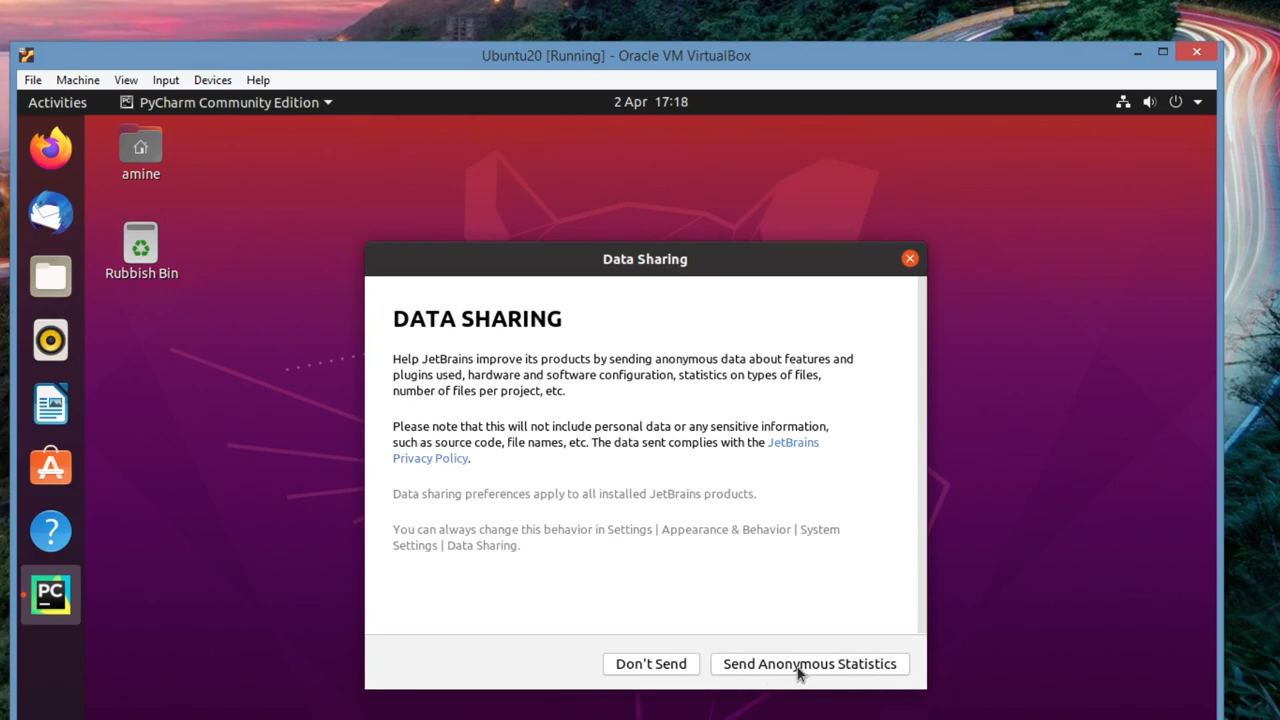 Ubuntu20 [Running] - Oracle VM VirtualBox
File Machine View Input Devices Help
Activities PyCharm Community Edition 2 Apr 17:18
amine
Rubbish Bin
Data Sharing
DATA SHARING
Help JetBrains improve its products by sending anonymous data about features and
plugins used, hardware and software configuration, statistics on types of files,
number of files per project, etc.
Please note that this will not include personal data or any sensitive information,
such as source code, file names, etc. The data sent complies with the JetBrains
Privacy Policy.
Data sharing preferences apply to all installed JetBrains products.
You can always change this behavior in Settings | Appearance & Behavior | System
Settings | Data Sharing.
PC
Don't Send Send Anonymous Statistics